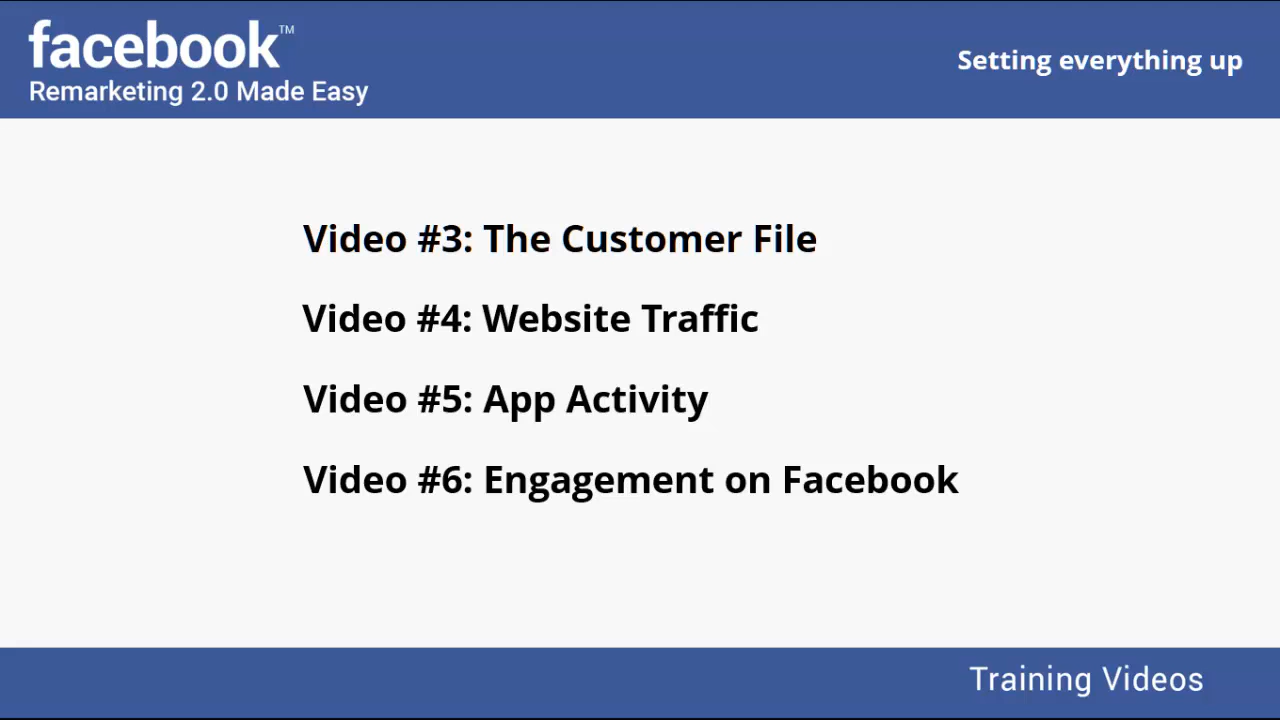 facebook™
Remarketing 2.0 Made Easy
Setting everything up
Video #3: The Customer File
Video #4: Website Traffic
Video #5: App Activity
Video #6: Engagement on Facebook
Training Videos